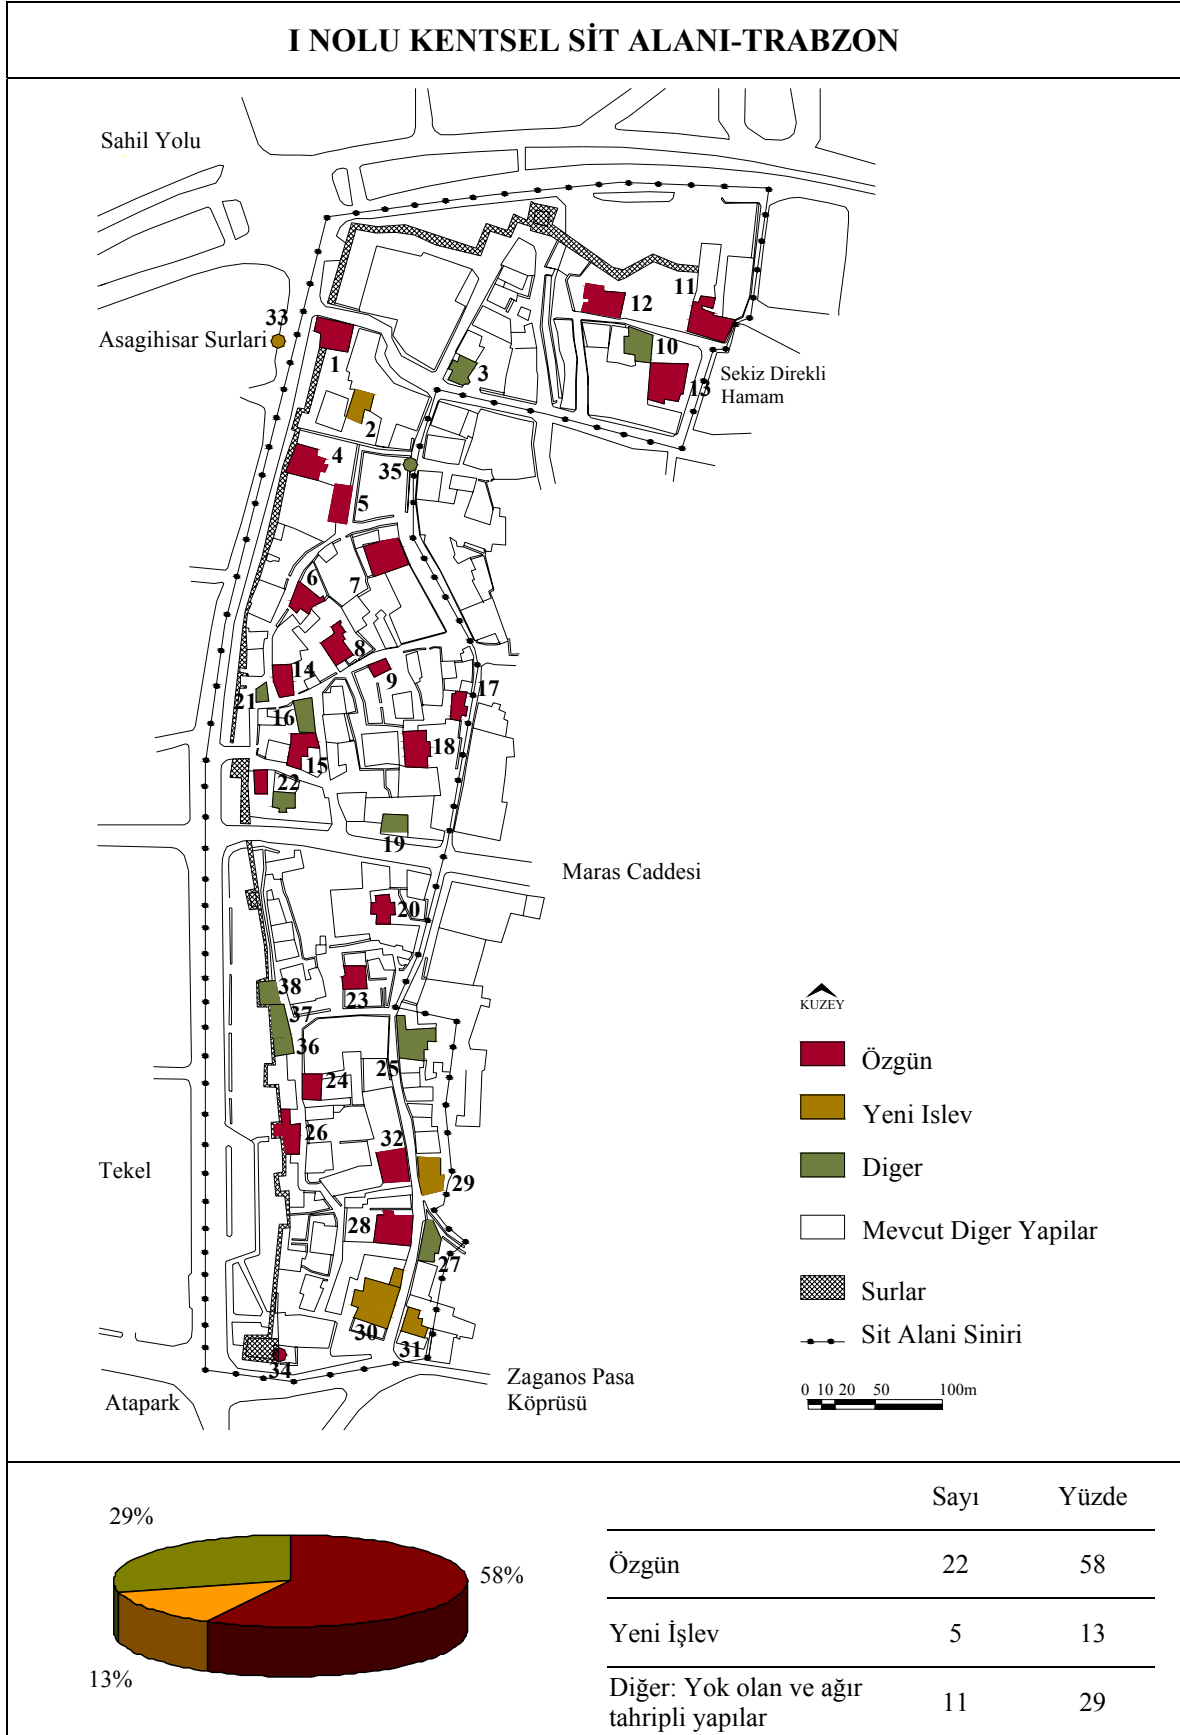 I NOLU KENTSEL SİT ALANI-TRABZON
Sahil Yolu
33
Asagihisar Surlari
1
2
3
12
11
10
13
Sekiz Direkli
Hamam
4
35
5
6
7
8
9
14
21
16
15
17
18
22
19
Maras Caddesi
20
23
38
37
36
24
25
26
32
29
Tekel
28
27
30
31
34
Atapark
Zaganos Pasa
Köprüsü
KUZEY
Özgün
Yeni Islev
Diger
Mevcut Diger Yapilar
Surlar
Sit Alani Siniri
0 10 20 50 100m
29%
58%
13%
Sayı Yüzde
Özgün 22 58
Yeni İşlev 5 13
Diğer: Yok olan ve ağır
tahripli yapılar 11 29